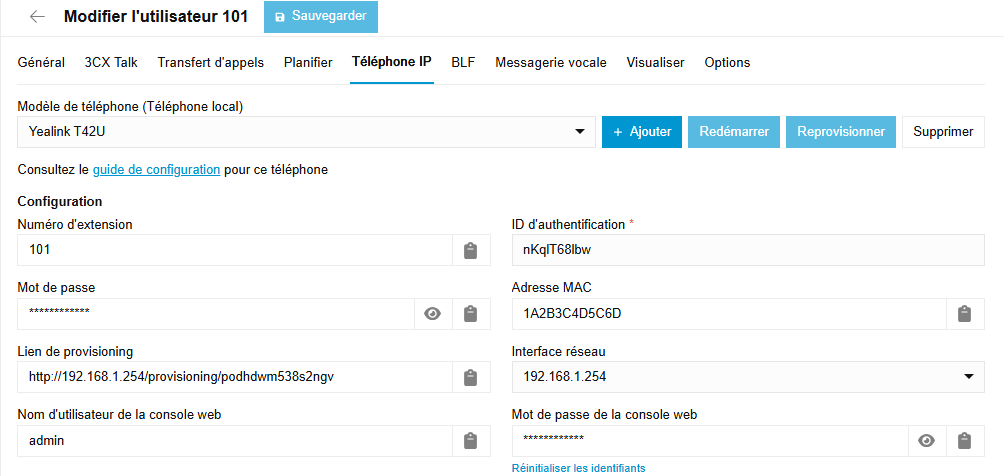 Modifier l'utilisateur 101 Sauvegarder
Général 3CX Talk Transfert d'appels Planifier Téléphone IP BLF Messagerie vocale Visualiser Options
Modèle de téléphone (Téléphone local)
Yealink T42U + Ajouter Redémarrer Reprovisionner Supprimer
Consultez le guide de configuration pour ce téléphone
Configuration
Numéro d'extension ID d'authentification *
101 nKqlT68lbw
Mot de passe Adresse MAC
************ 1A2B3C4D5C6D
Lien de provisioning Interface réseau
http://192.168.1.254/provisioning/podhdwm538s2ngv 192.168.1.254
Nom d'utilisateur de la console web Mot de passe de la console web
admin ************
Réinitialiser les identifiants